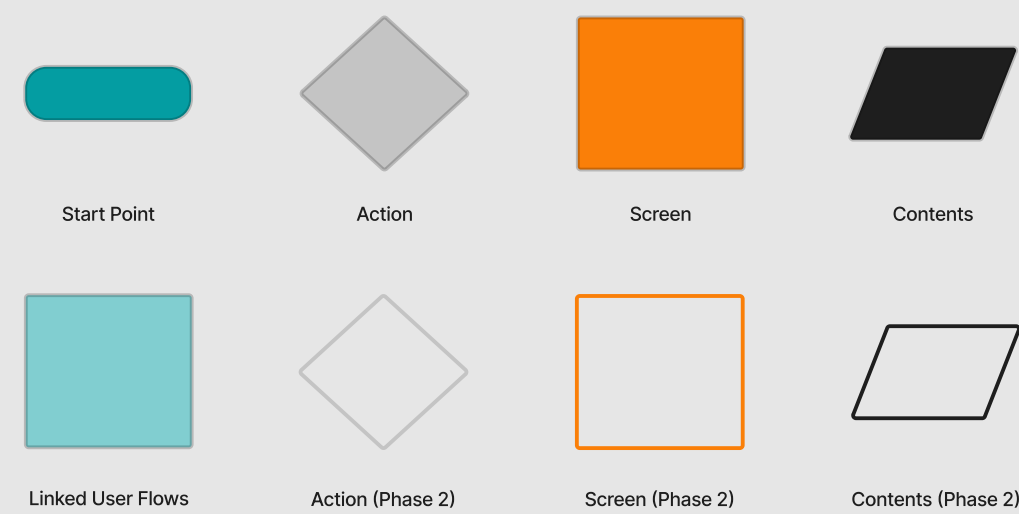 Start Point
Action
Screen
Contents
Linked User Flows
Action (Phase 2)
Screen (Phase 2)
Contents (Phase 2)